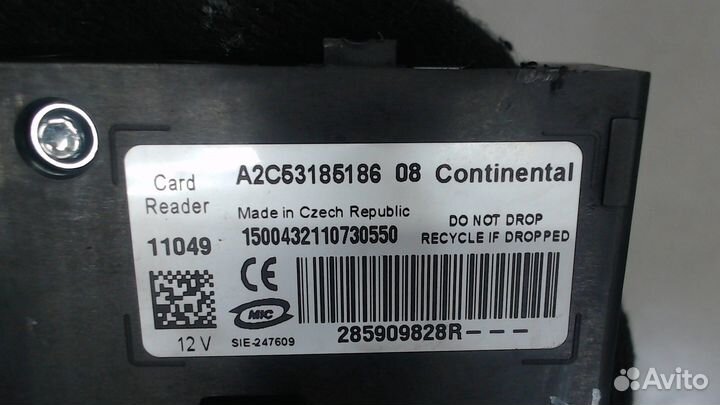 Card Reader
A2C53185186 08 Continental
Made in Czech Republic
DO NOT DROP
RECYCLE IF DROPPED
11049
1500432110730550
CE
MIC
12 V
SIE-247609
285909828R---
Avito